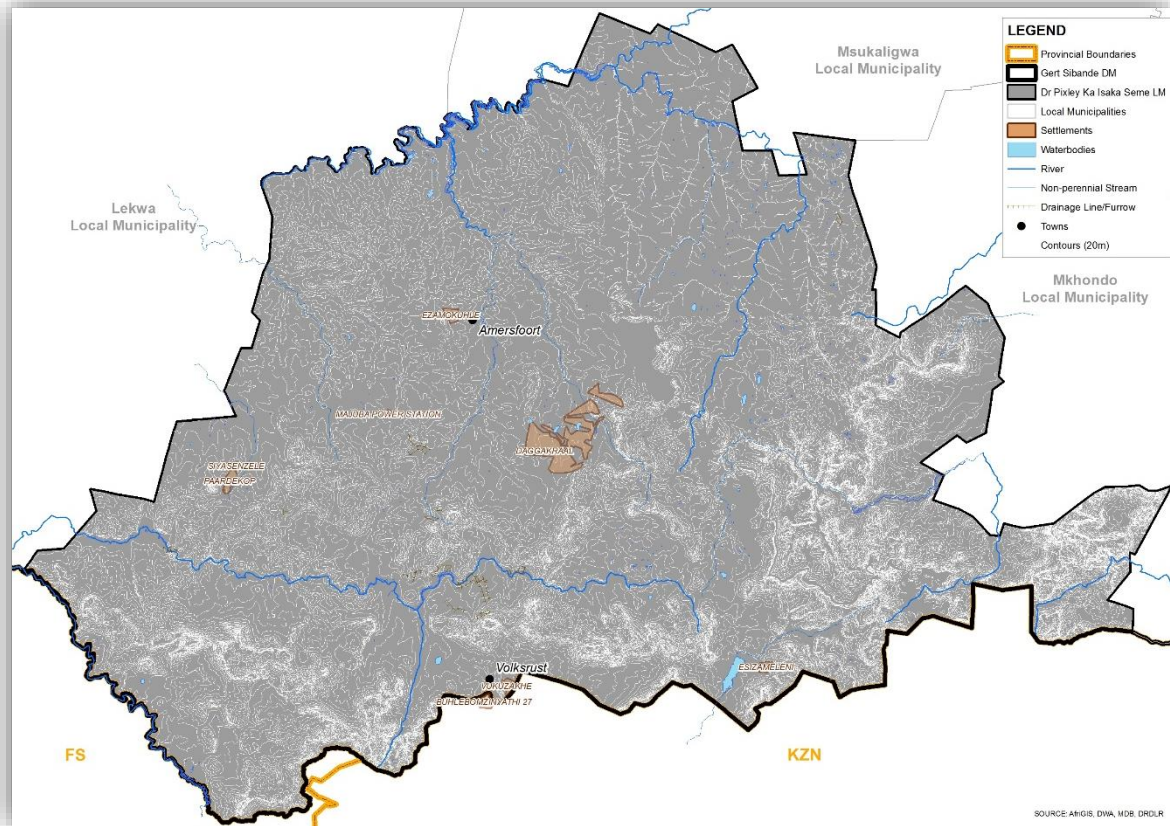 Msukaligwa
Local Municipality
LEGEND
Provincial Boundaries
Gert Sibande DM
Dr Pixley Ka Isaka Seme LM
Local Municipalities
Settlements
Waterbodies
River
Non-perennial Stream
Drainage Line/Furrow
Towns
Contours (20m)
Lekwa
Local Municipality
Mkhondo
Local Municipality
EZAMOKUHLE
Amersfoort
MAJUBA POWER STATION
DAGGAKRAAL
SIYASENZELE
PAARDEKOP
ESIZAMELENI
Volksrust
VUKUZAKHE
BUHLEBOMZINYATHI 27
FS
KZN
SOURCE: AfriGIS, DWA, MDB, DRDLR